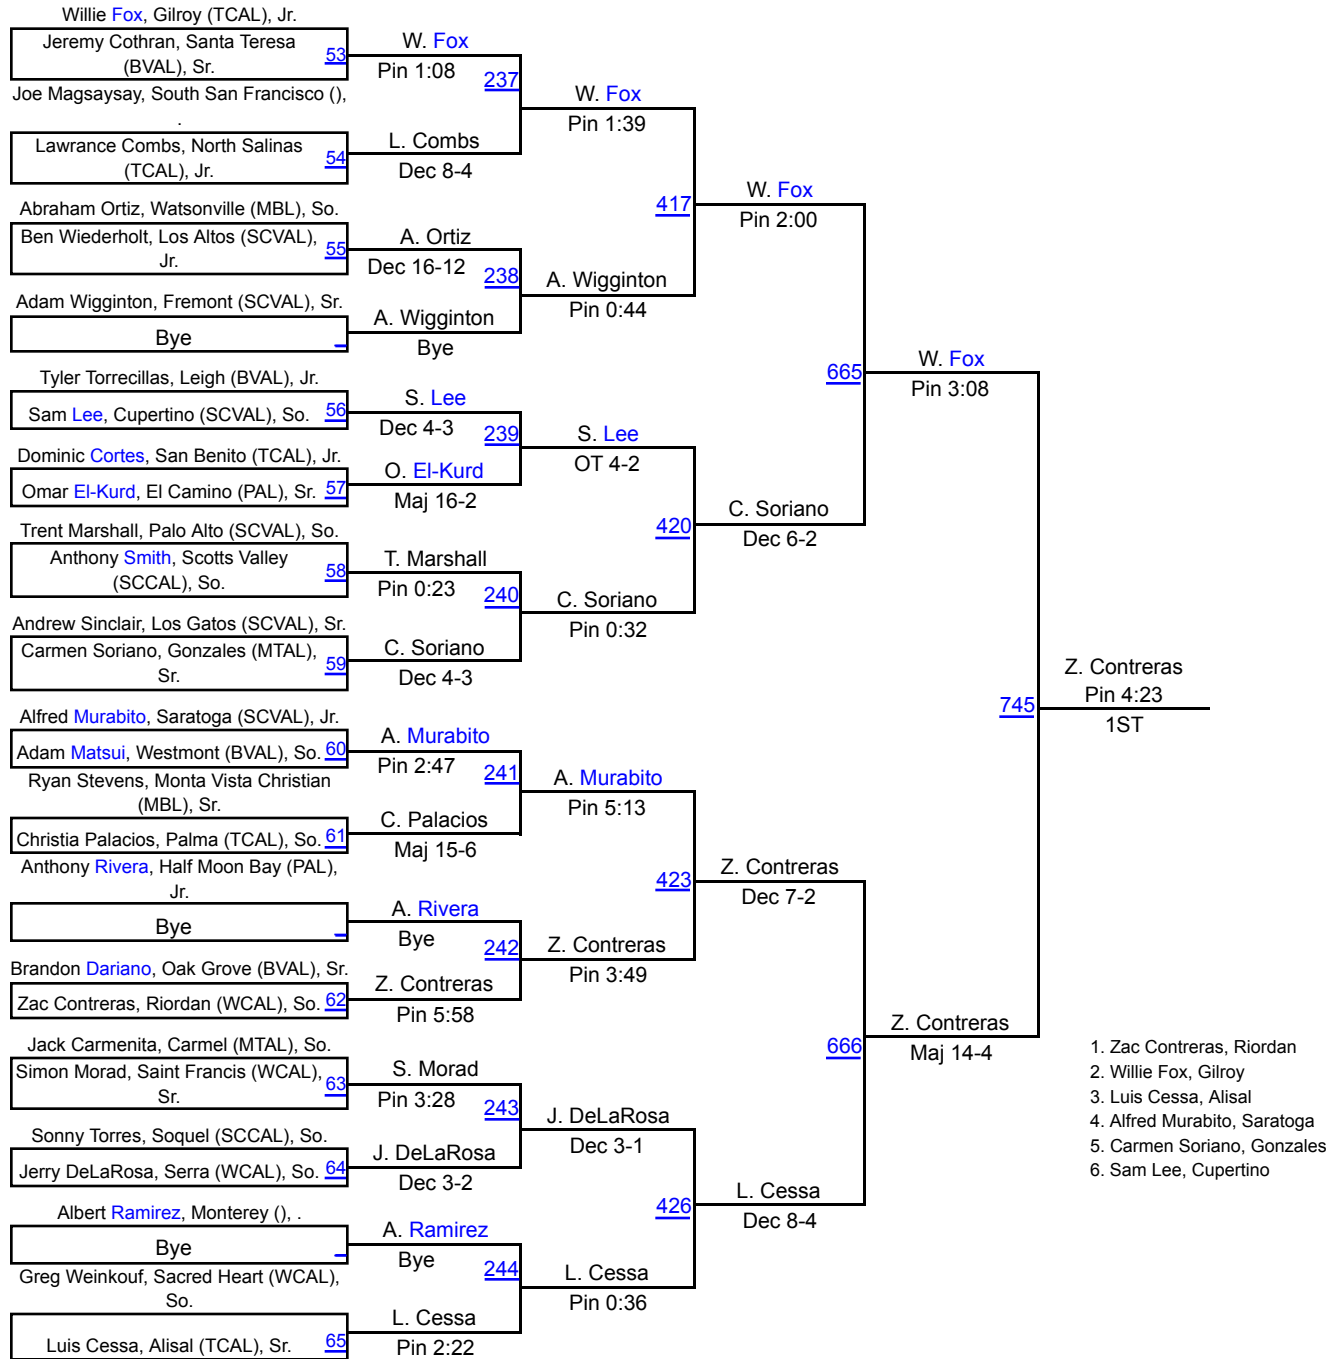 Willie Fox, Gilroy (TCAL), Jr.
Jeremy Cothran, Santa Teresa
(BVAL), Sr.
53
Joe Magsaysay, South San Francisco (),
.
Lawrance Combs, North Salinas
(TCAL), Jr.
54
Abraham Ortiz, Watsonville (MBL), So.
Ben Wiederholt, Los Altos (SCVAL),
Jr.
55
Adam Wigginton, Fremont (SCVAL), Sr.
Bye
Tyler Torrecillas, Leigh (BVAL), Jr.
Sam Lee, Cupertino (SCVAL), So. 56
Dominic Cortes, San Benito (TCAL), Jr.
Omar El-Kurd, El Camino (PAL), Sr. 57
Trent Marshall, Palo Alto (SCVAL), So.
Anthony Smith, Scotts Valley
(SCCAL), So.
58
Andrew Sinclair, Los Gatos (SCVAL), Sr.
Carmen Soriano, Gonzales (MTAL),
Sr.
59
Alfred Murabito, Saratoga (SCVAL), Jr.
Adam Matsui, Westmont (BVAL), So. 60
Ryan Stevens, Monta Vista Christian
(MBL), Sr.
Christia Palacios, Palma (TCAL), So. 61
Anthony Rivera, Half Moon Bay (PAL),
Jr.
Bye
Brandon Dariano, Oak Grove (BVAL), Sr.
Zac Contreras, Riordan (WCAL), So. 62
Jack Carmenita, Carmel (MTAL), So.
Simon Morad, Saint Francis (WCAL),
Sr.
63
Sonny Torres, Soquel (SCCAL), So.
Jerry DeLaRosa, Serra (WCAL), So. 64
Albert Ramirez, Monterey (), .
Bye
Greg Weinkouf, Sacred Heart (WCAL),
So.
Luis Cessa, Alisal (TCAL), Sr. 65
W. Fox
Pin 1:08
237
L. Combs
Dec 8-4
A. Ortiz
Dec 16-12
238
A. Wigginton
Bye
S. Lee
Dec 4-3
239
O. El-Kurd
Maj 16-2
T. Marshall
Pin 0:23
240
C. Soriano
Dec 4-3
A. Murabito
Pin 2:47
241
C. Palacios
Maj 15-6
A. Rivera
Bye
242
Z. Contreras
Pin 5:58
S. Morad
Pin 3:28
243
J. DeLaRosa
Dec 3-2
A. Ramirez
Bye
244
L. Cessa
Pin 2:22
W. Fox
Pin 1:39
417
A. Wigginton
Pin 0:44
S. Lee
OT 4-2
420
C. Soriano
Pin 0:32
A. Murabito
Pin 5:13
423
Z. Contreras
Pin 3:49
J. DeLaRosa
Dec 3-1
426
L. Cessa
Pin 0:36
W. Fox
Pin 2:00
665
C. Soriano
Dec 6-2
Z. Contreras
Dec 7-2
666
L. Cessa
Dec 8-4
W. Fox
Pin 3:08
745
Z. Contreras
Maj 14-4
Z. Contreras
Pin 4:23
1ST
1. Zac Contreras, Riordan
2. Willie Fox, Gilroy
3. Luis Cessa, Alisal
4. Alfred Murabito, Saratoga
5. Carmen Soriano, Gonzales
6. Sam Lee, Cupertino